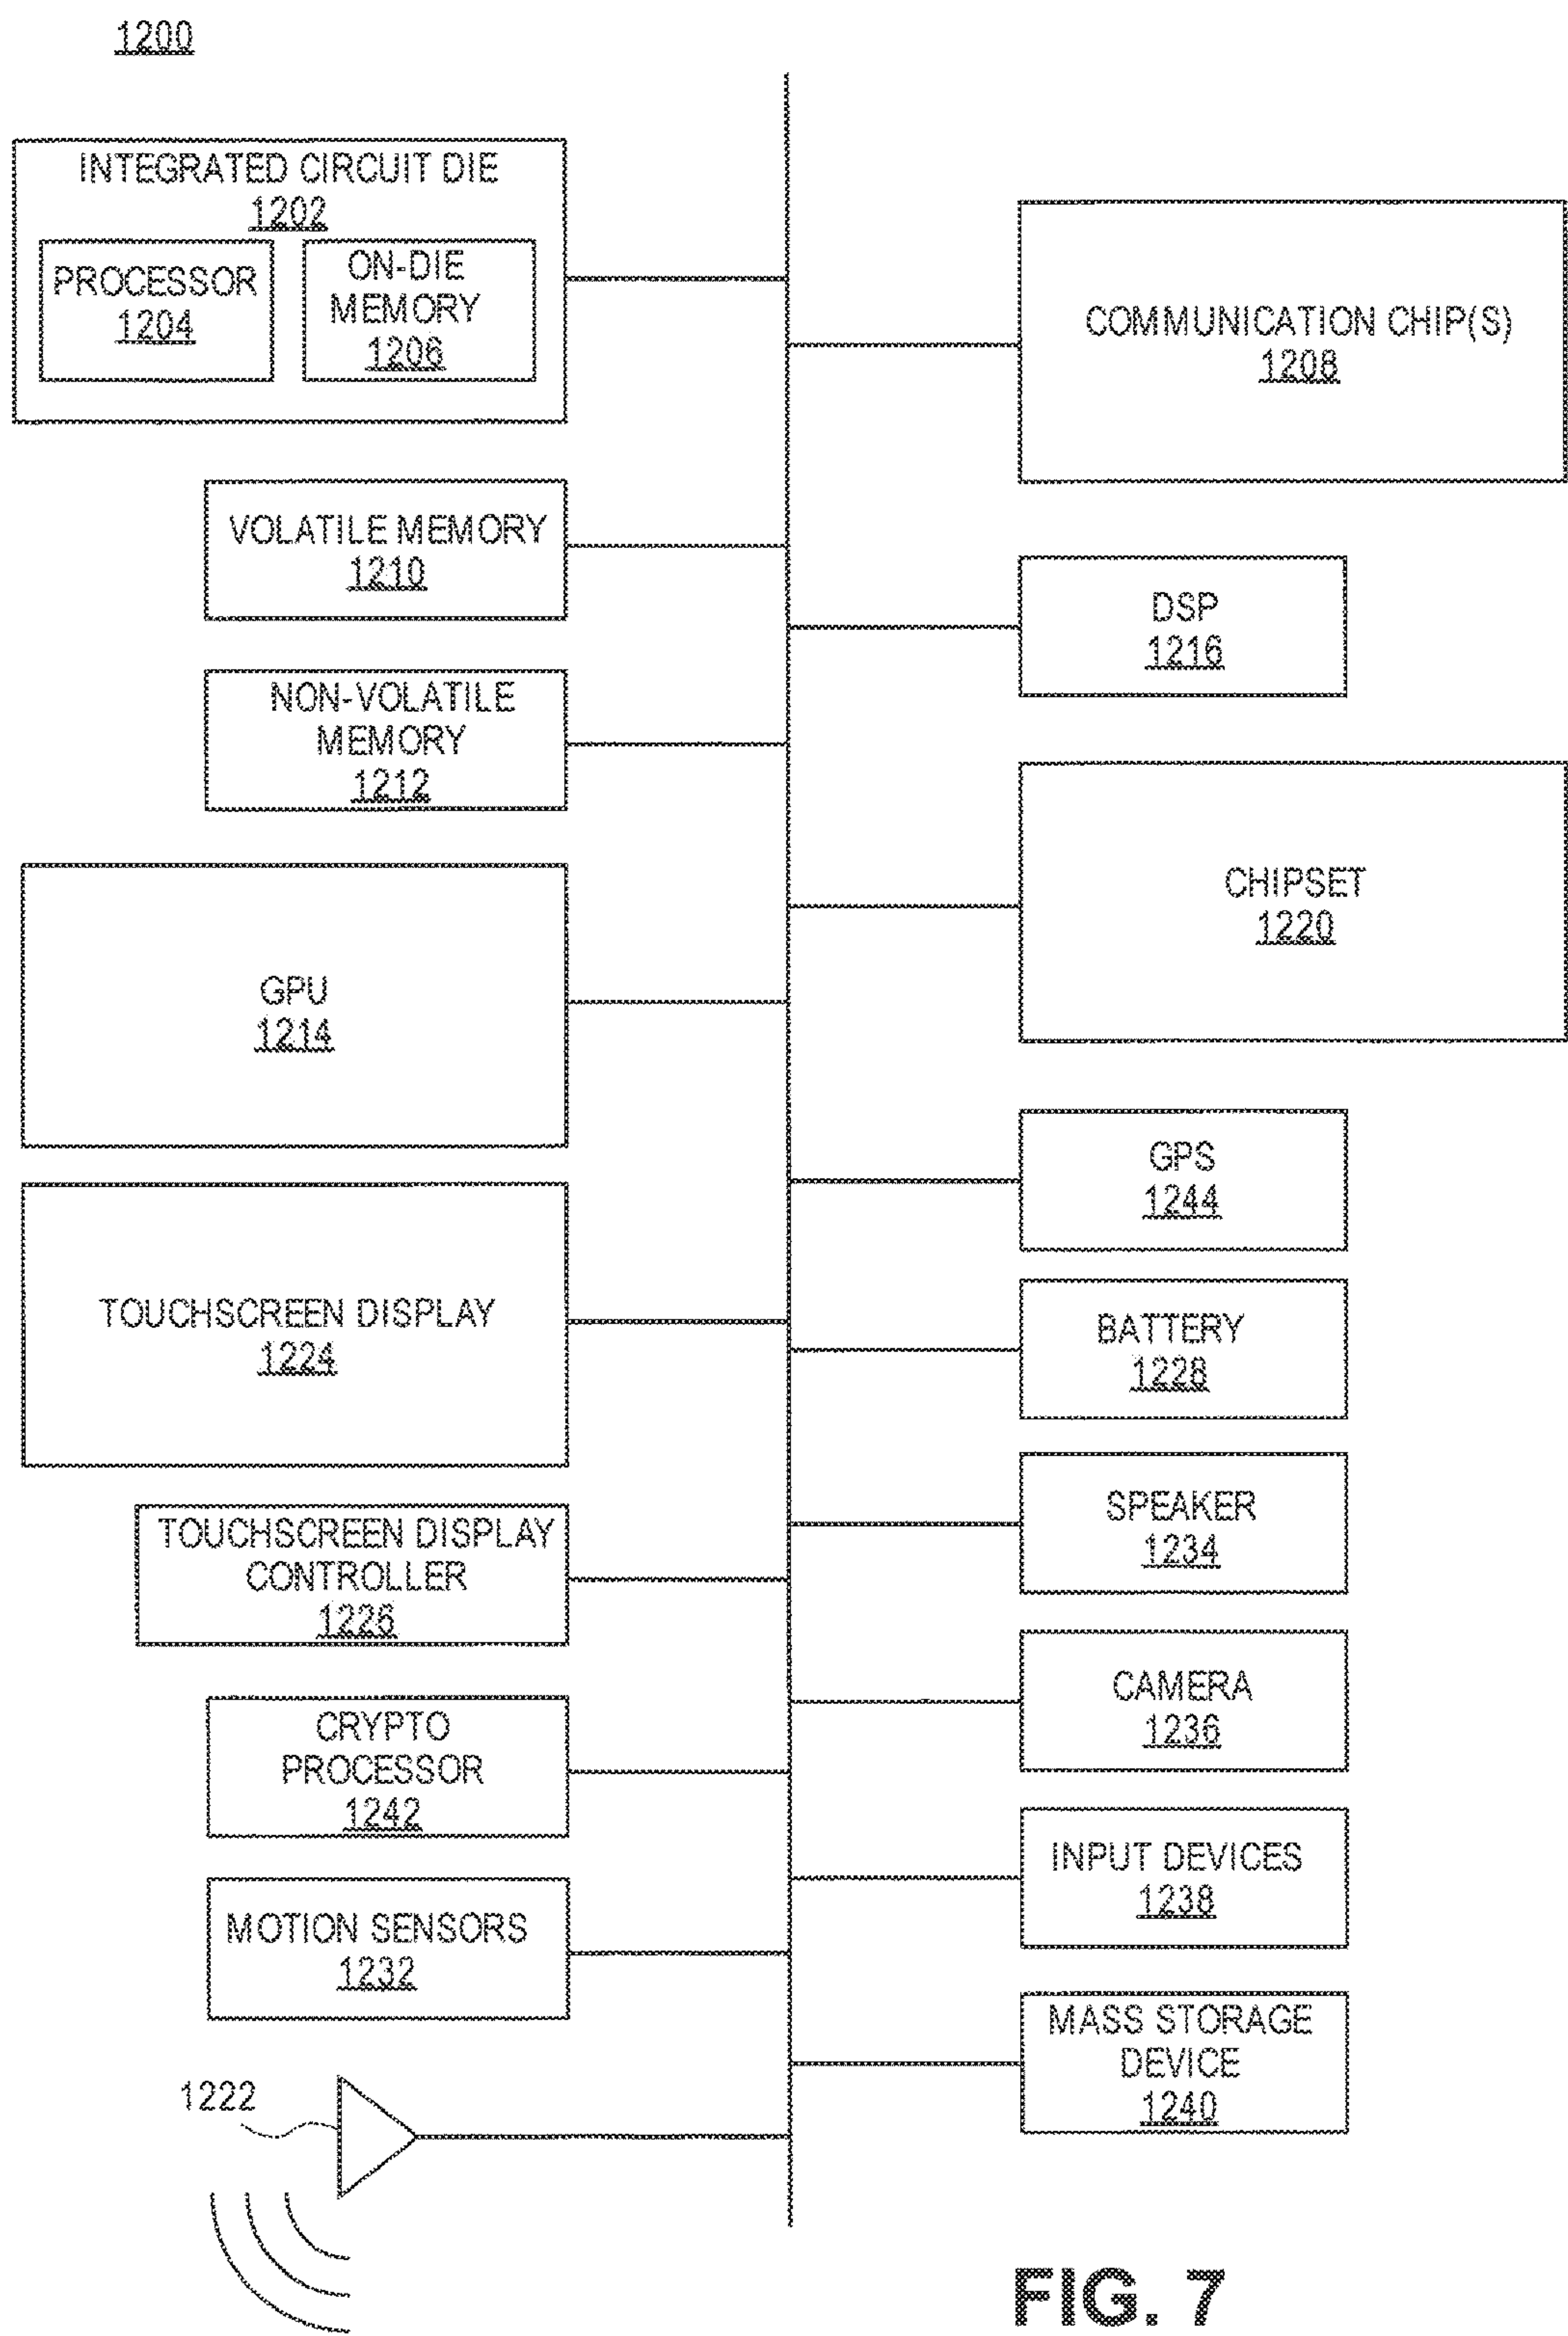 1200
INTEGRATED CIRCUIT DIE
1202
PROCESSOR
1204
ON-DIE
MEMORY
1206
COMMUNICATION CHIP(S)
1208
VOLATILE MEMORY
1210
DSP
1216
NON-VOLATILE
MEMORY
1212
CHIPSET
1220
GPU
1214
GPS
1244
TOUCHSCREEN DISPLAY
1224
BATTERY
1228
SPEAKER
1234
TOUCHSCREEN DISPLAY
CONTROLLER
1226
CAMERA
1236
CRYPTO
PROCESSOR
1242
INPUT DEVICES
1238
MOTION SENSORS
1232
MASS STORAGE
DEVICE
1240
1222
FIG. 7